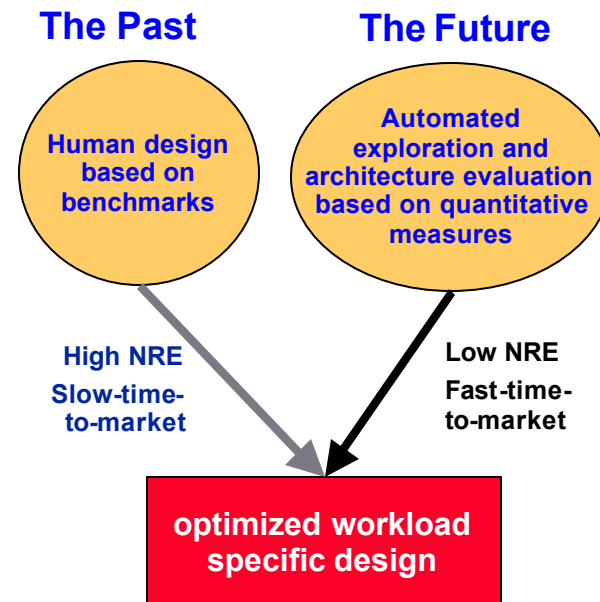 The Past
Human design
based on
benchmarks
High NRE
Slow-time-
to-market
The Future
Automated
exploration and
architecture evaluation
based on quantitative
measures
Low NRE
Fast-time-
to-market
optimized workload
specific design